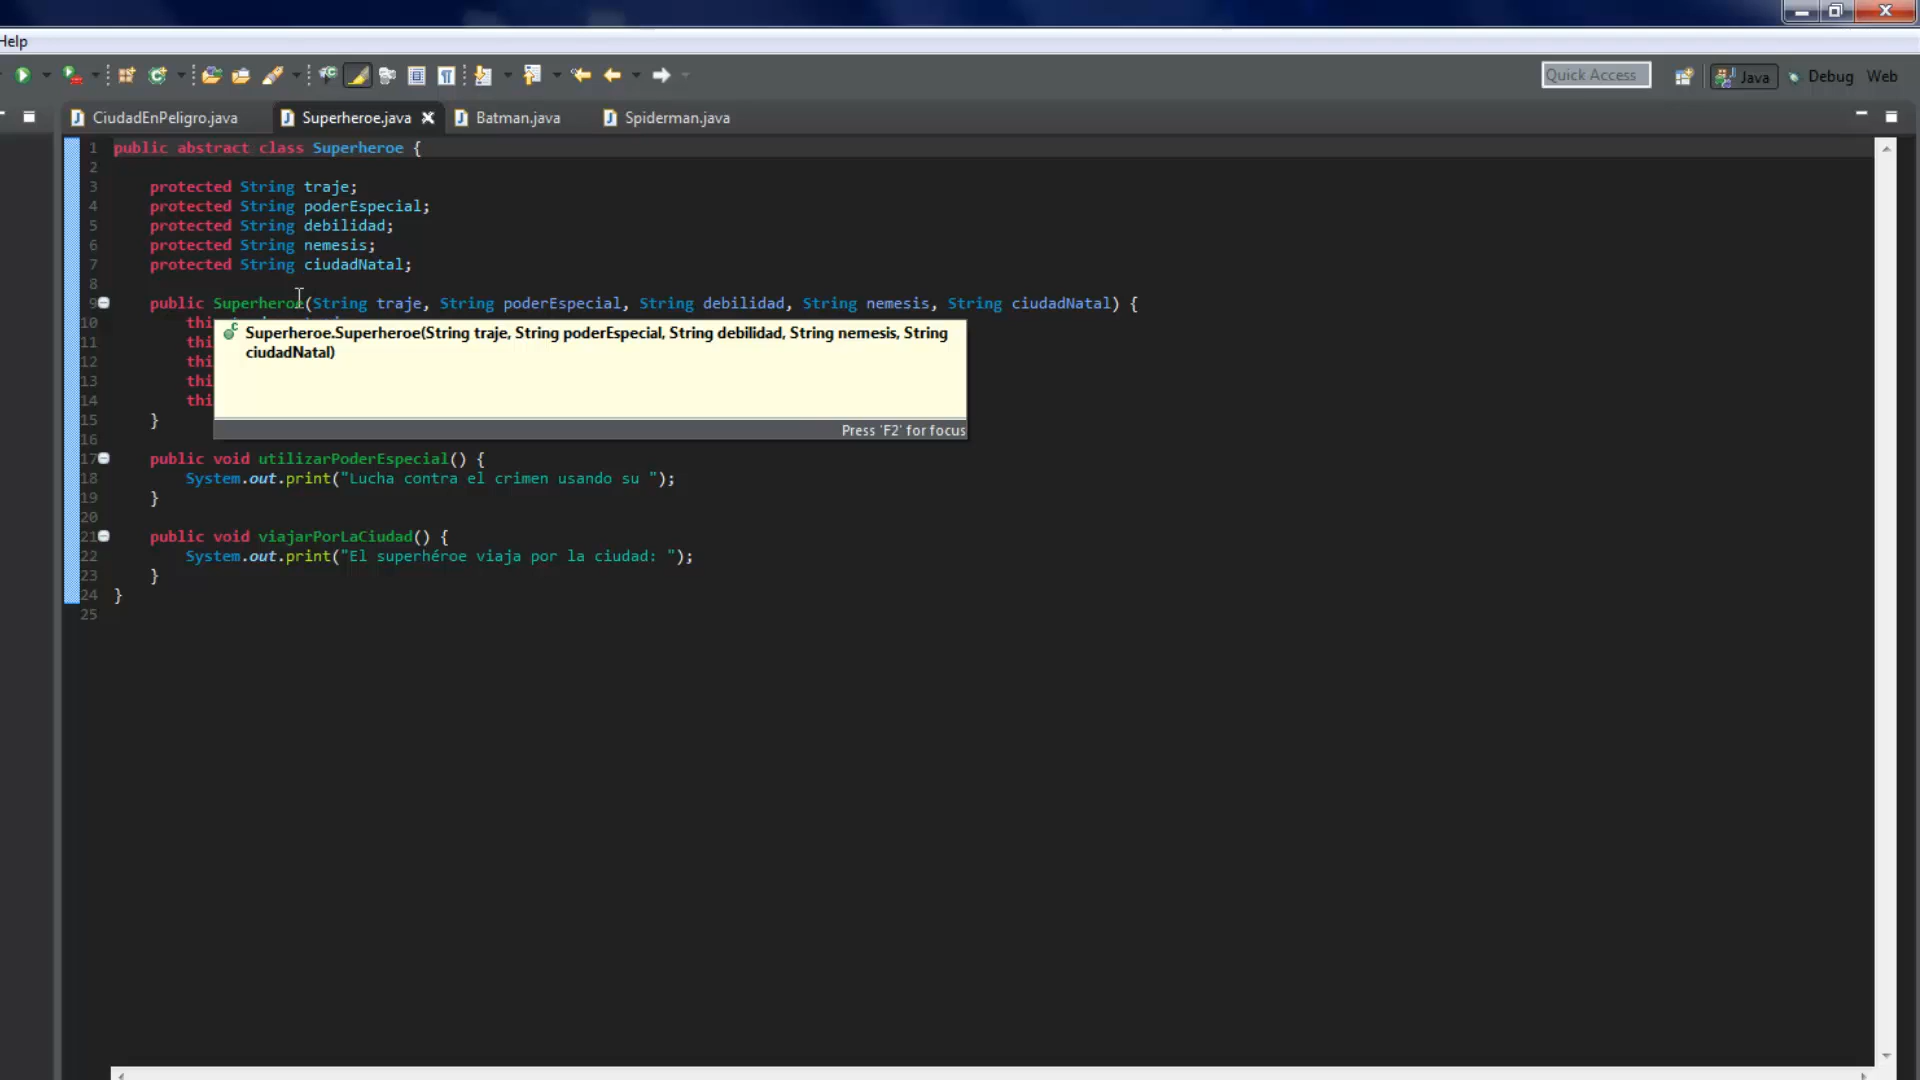 Help
Quick Access
Java
Debug
Web
CiudadEnPeligro.java
Superheroe.java
Batman.java
Spiderman.java
1 public abstract class Superheroe {
2
3 protected String traje;
4 protected String poderEspecial;
5 protected String debilidad;
6 protected String nemesis;
7 protected String ciudadNatal;
8
9 public Superheroe(String traje, String poderEspecial, String debilidad, String nemesis, String ciudadNatal) {
10 thi
Superheroe.Superheroe(String traje, String poderEspecial, String debilidad, String nemesis, String
11 thi
ciudadNatal)
12 thi
13 thi
14 thi
15 }
Press 'F2' for focus
16
17 public void utilizarPoderEspecial() {
18 System.out.print("Lucha contra el crimen usando su ");
19 }
20
21 public void viajarPorLaCiudad() {
22 System.out.print("El superhéroe viaja por la ciudad: ");
23 }
24 }
25